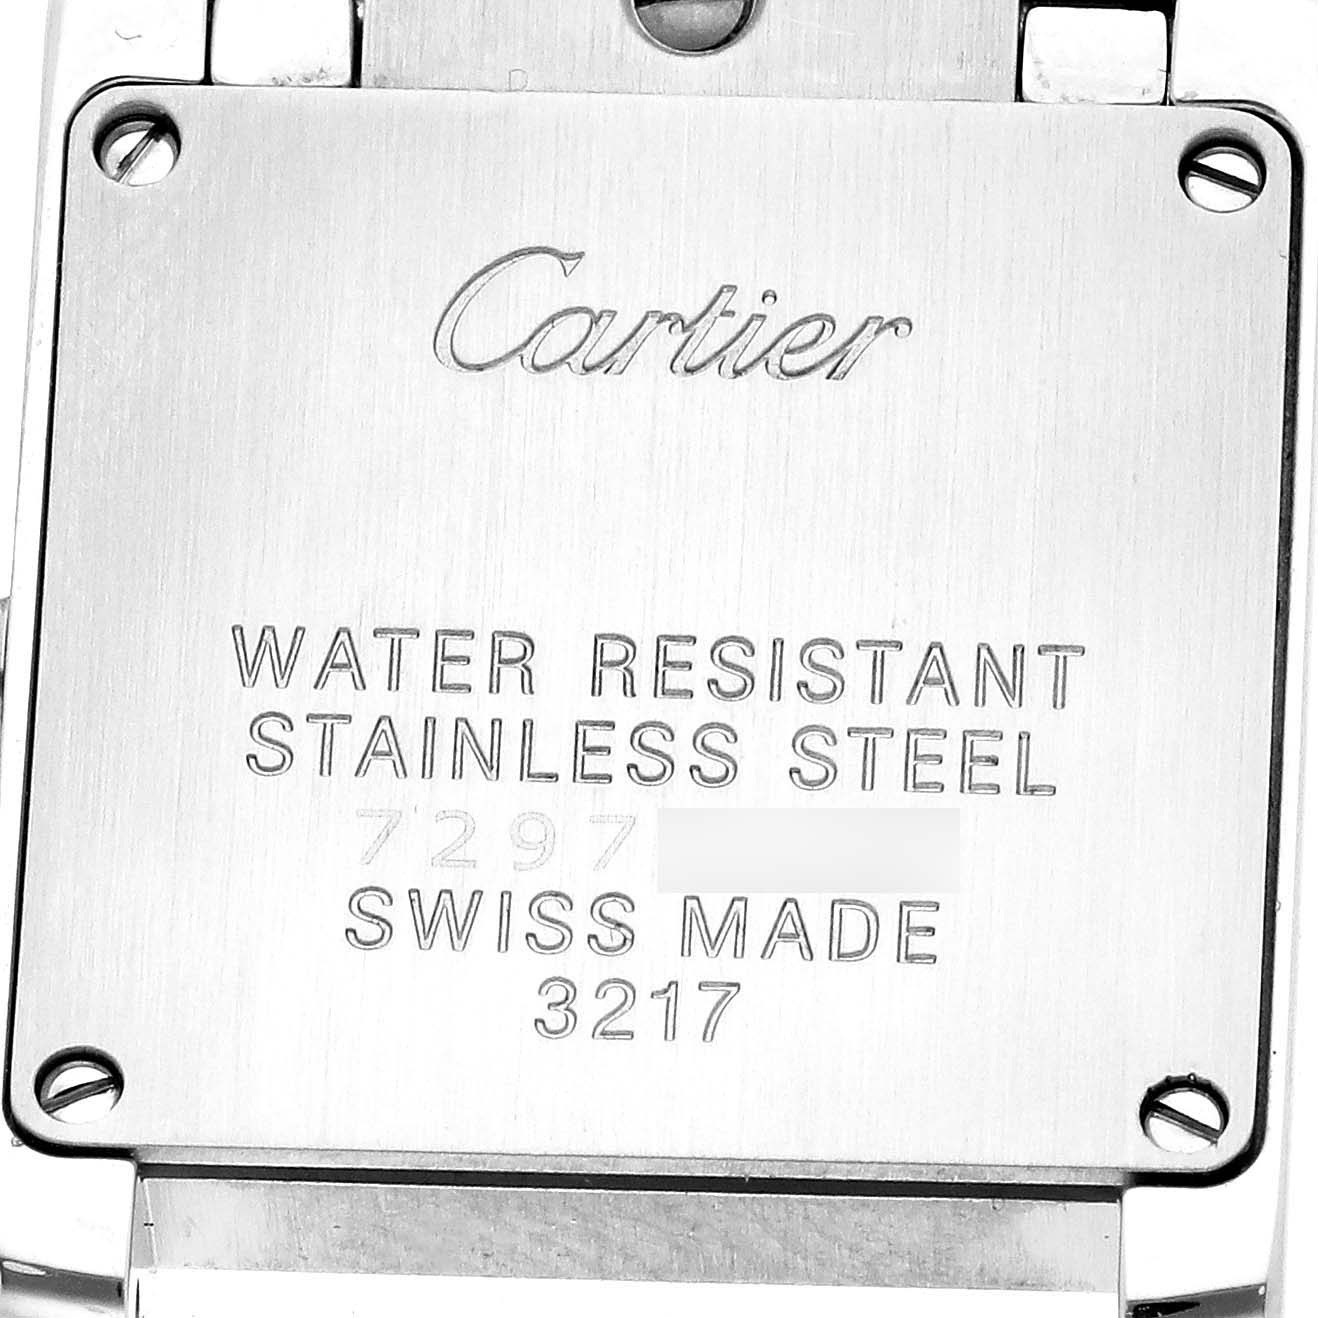 Cartier
WATER RESISTANT
STAINLESS STEEL
7297
SWISS MADE
3217